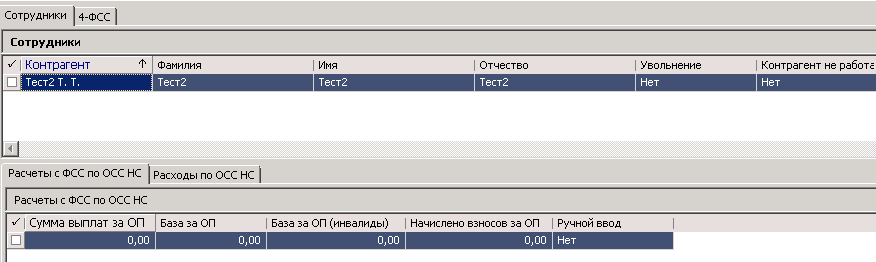 Сотрудники 4-ФСС
Сотрудники
Контрагент Фамилия Имя Отчество Увольнение Контрагент не работа
Тест2 Т. Т. Тест2 Тест2 Тест2 Нет Нет
Расчеты с ФСС по ОСС НС Расходы по ОСС НС
Расчеты с ФСС по ОСС НС
Сумма выплат за ОП База за ОП База за ОП (инвалиды) Начислено взносов за ОП Ручной ввод
0,00 0,00 0,00 0,00 Нет